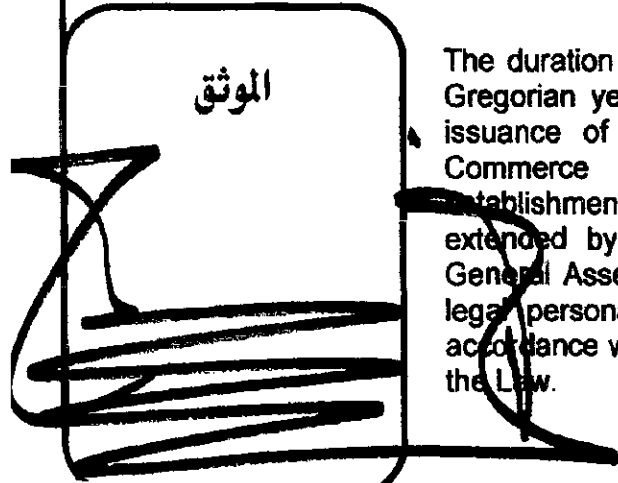 الموثق
The duration
Gregorian ye
issuance of
Commerce
establishmen
extended by
General Asse
legal persona
accordance w
the Law.